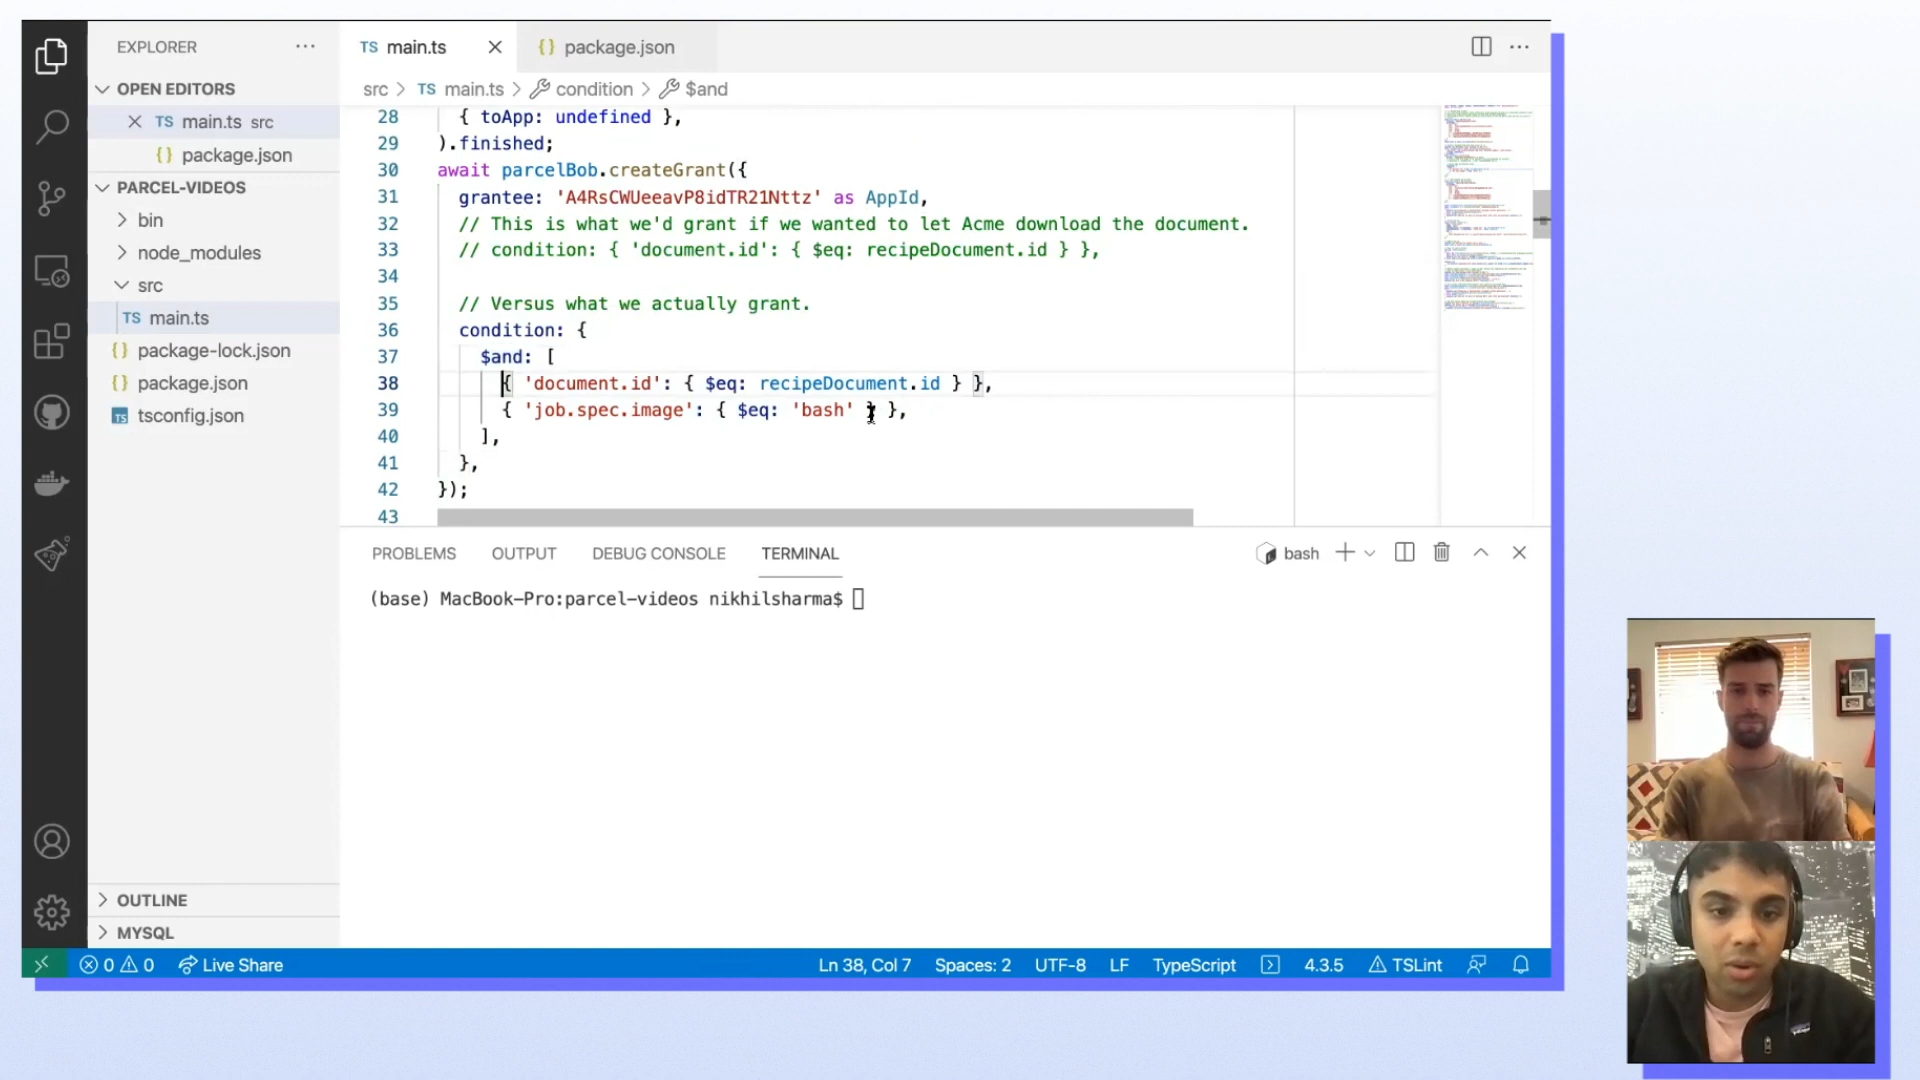 EXPLORER
OPEN EDITORS
TS main.ts src
{} package.json
PARCEL-VIDEOS
bin
node_modules
src
TS main.ts
{} package-lock.json
{} package.json
TS tsconfig.json
OUTLINE
MYSQL
TS main.ts
{} package.json
src > TS main.ts > condition > $and
28 { toApp: undefined },
29 ).finished;
30 await parcelBob.createGrant({
31 grantee: 'A4RsCWUeeavP8idTR21Nttz' as AppId,
32 // This is what we'd grant if we wanted to let Acme download the document.
33 // condition: { 'document.id': { $eq: recipeDocument.id } },
34
35 // Versus what we actually grant.
36 condition: {
37 $and: [
38 { 'document.id': { $eq: recipeDocument.id } },
39 { 'job.spec.image': { $eq: 'bash' } },
40 ],
41 },
42 });
43
PROBLEMS OUTPUT DEBUG CONSOLE TERMINAL
bash
(base) MacBook-Pro:parcel-videos nikhilsharma$
0 0 Live Share
Ln 38, Col 7 Spaces: 2 UTF-8 LF TypeScript 4.3.5 TSLint